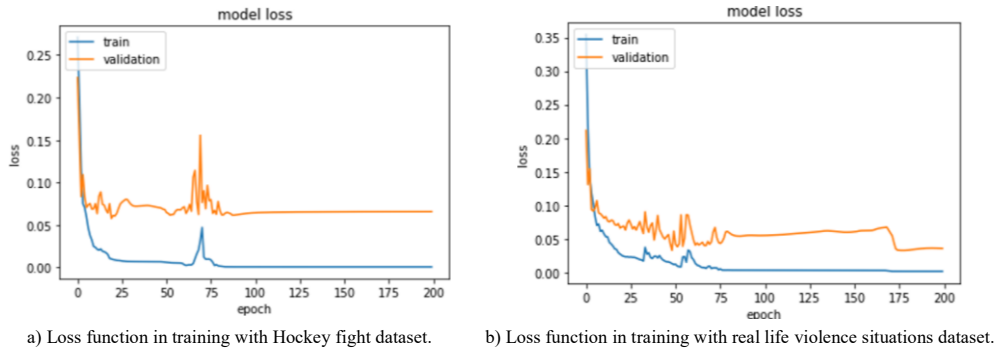 model loss
train
validation
0.25
0.20
0.15
0.10
0.05
0.00
loss
0 25 50 75 100 125 150 175 200
epoch
a) Loss function in training with Hockey fight dataset.
model loss
train
validation
0.35
0.30
0.25
0.20
0.15
0.10
0.05
0.00
loss
0 25 50 75 100 125 150 175 200
epoch
b) Loss function in training with real life violence situations dataset.